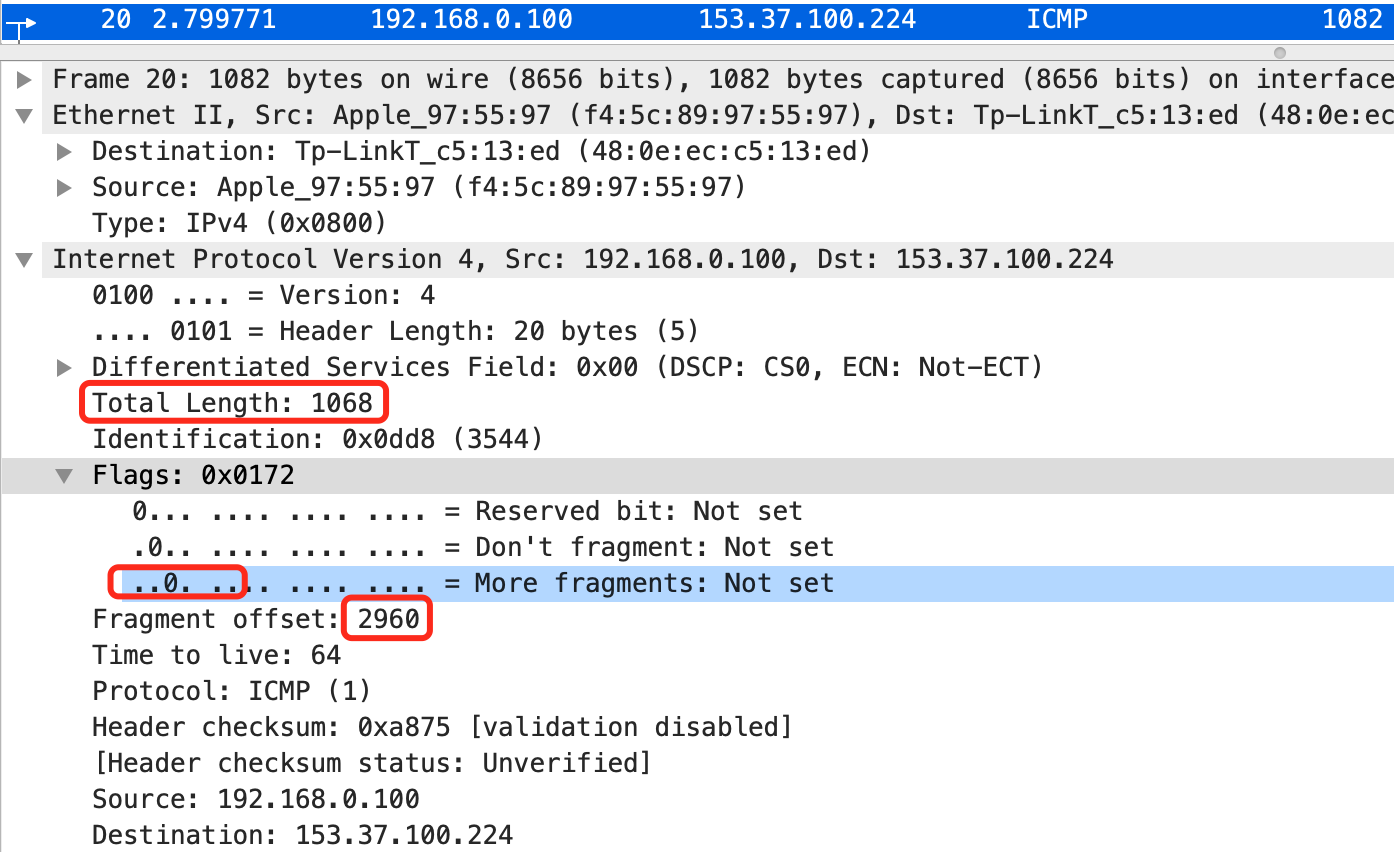 20 2.799771 192.168.0.100 153.37.100.224 ICMP 1082
Frame 20: 1082 bytes on wire (8656 bits), 1082 bytes captured (8656 bits) on interface
Ethernet II, Src: Apple_97:55:97 (f4:5c:89:97:55:97), Dst: Tp-LinkT_c5:13:ed (48:0e:ec
Destination: Tp-LinkT_c5:13:ed (48:0e:ec:c5:13:ed)
Source: Apple_97:55:97 (f4:5c:89:97:55:97)
Type: IPv4 (0x0800)
Internet Protocol Version 4, Src: 192.168.0.100, Dst: 153.37.100.224
0100 .... = Version: 4
.... 0101 = Header Length: 20 bytes (5)
Differentiated Services Field: 0x00 (DSCP: CS0, ECN: Not-ECT)
Total Length: 1068
Identification: 0x0dd8 (3544)
Flags: 0x0172
0... .... .... .... = Reserved bit: Not set
.0.. .... .... .... = Don't fragment: Not set
..0. .... .... .... = More fragments: Not set
Fragment offset: 2960
Time to live: 64
Protocol: ICMP (1)
Header checksum: 0xa875 [validation disabled]
[Header checksum status: Unverified]
Source: 192.168.0.100
Destination: 153.37.100.224